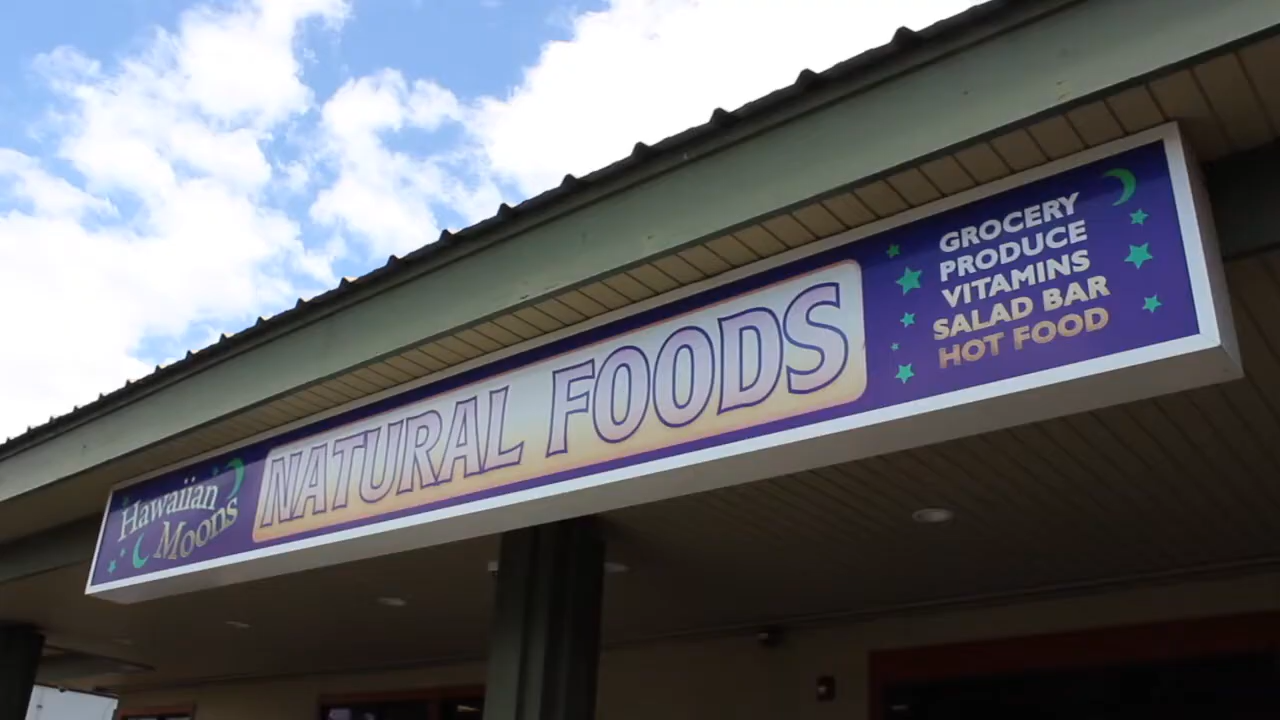 Hawaiian
Moons
NATURAL FOODS
GROCERY
PRODUCE
VITAMINS
SALAD BAR
HOT FOOD